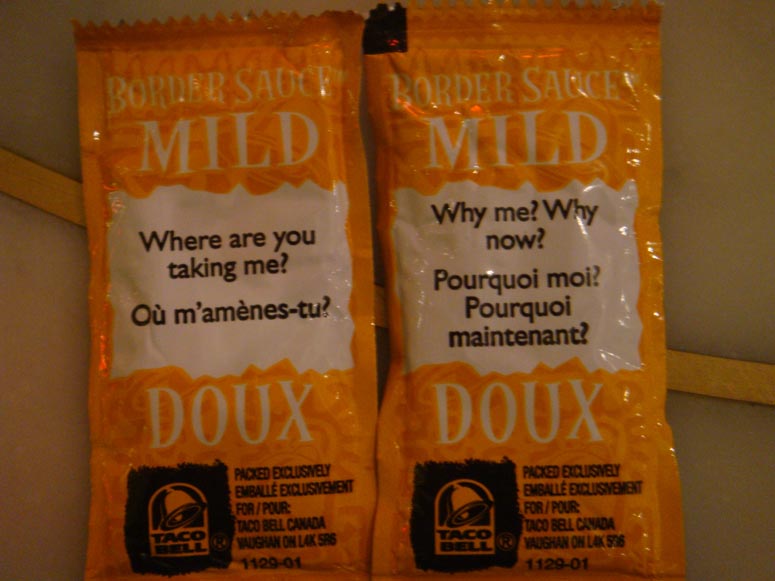 BORDER SAUCE™
MILD
Where are you
taking me?
Où m'amènes-tu?
DOUX
TACO
BELL®
PACKED EXCLUSIVELY
EMBALLÉ EXCLUSIVEMENT
FOR / POUR:
TACO BELL CANADA
VAUGHAN ON L4K 5R6
1129-01
BORDER SAUCE™
MILD
Why me? Why
now?
Pourquoi moi?
Pourquoi
maintenant?
DOUX
TACO
BELL®
PACKED EXCLUSIVELY
EMBALLÉ EXCLUSIVEMENT
FOR / POUR:
TACO BELL CANADA
VAUGHAN ON L4K 5R6
1129-01